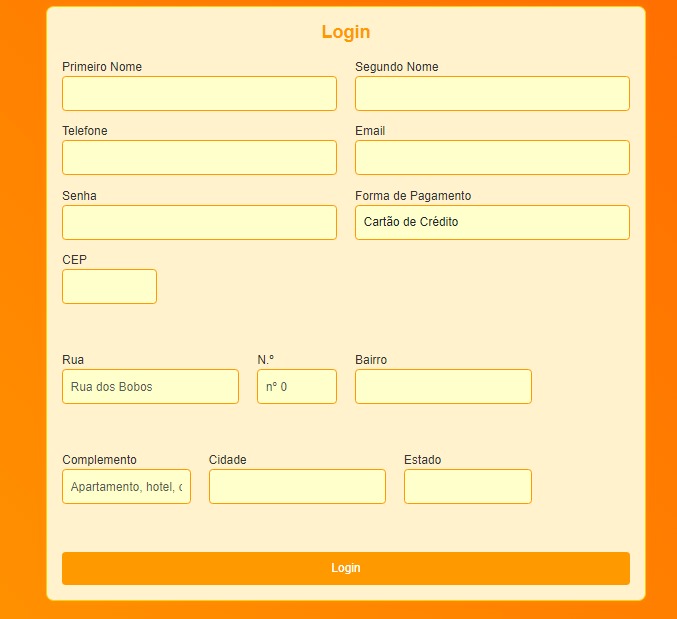 Login
Primeiro Nome Segundo Nome
Telefone Email
Senha Forma de Pagamento
Cartão de Crédito
CEP
Rua N.º Bairro
Rua dos Bobos nº 0
Complemento Cidade Estado
Apartamento, hotel, c
Login